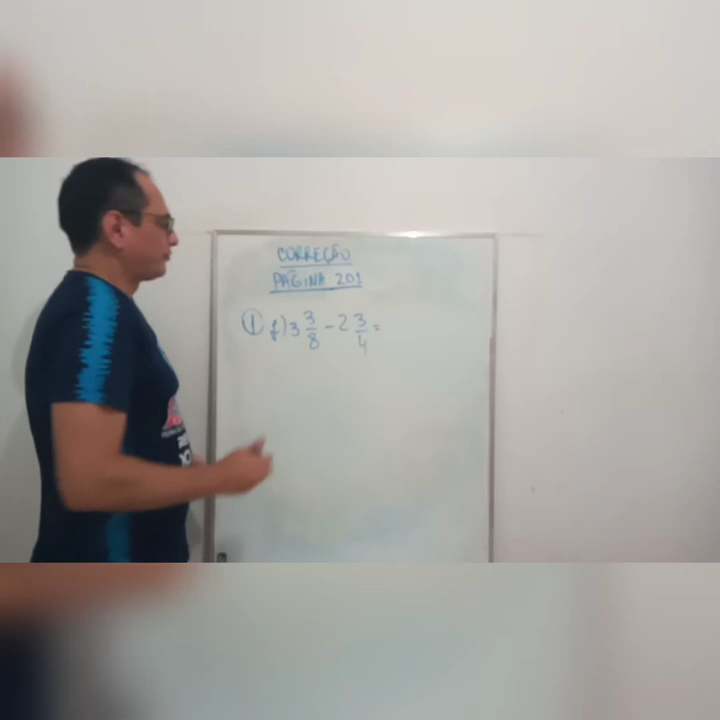 CORREÇÃO
PÁGINA 201
① f) 3 3/8 - 2 3/4 =